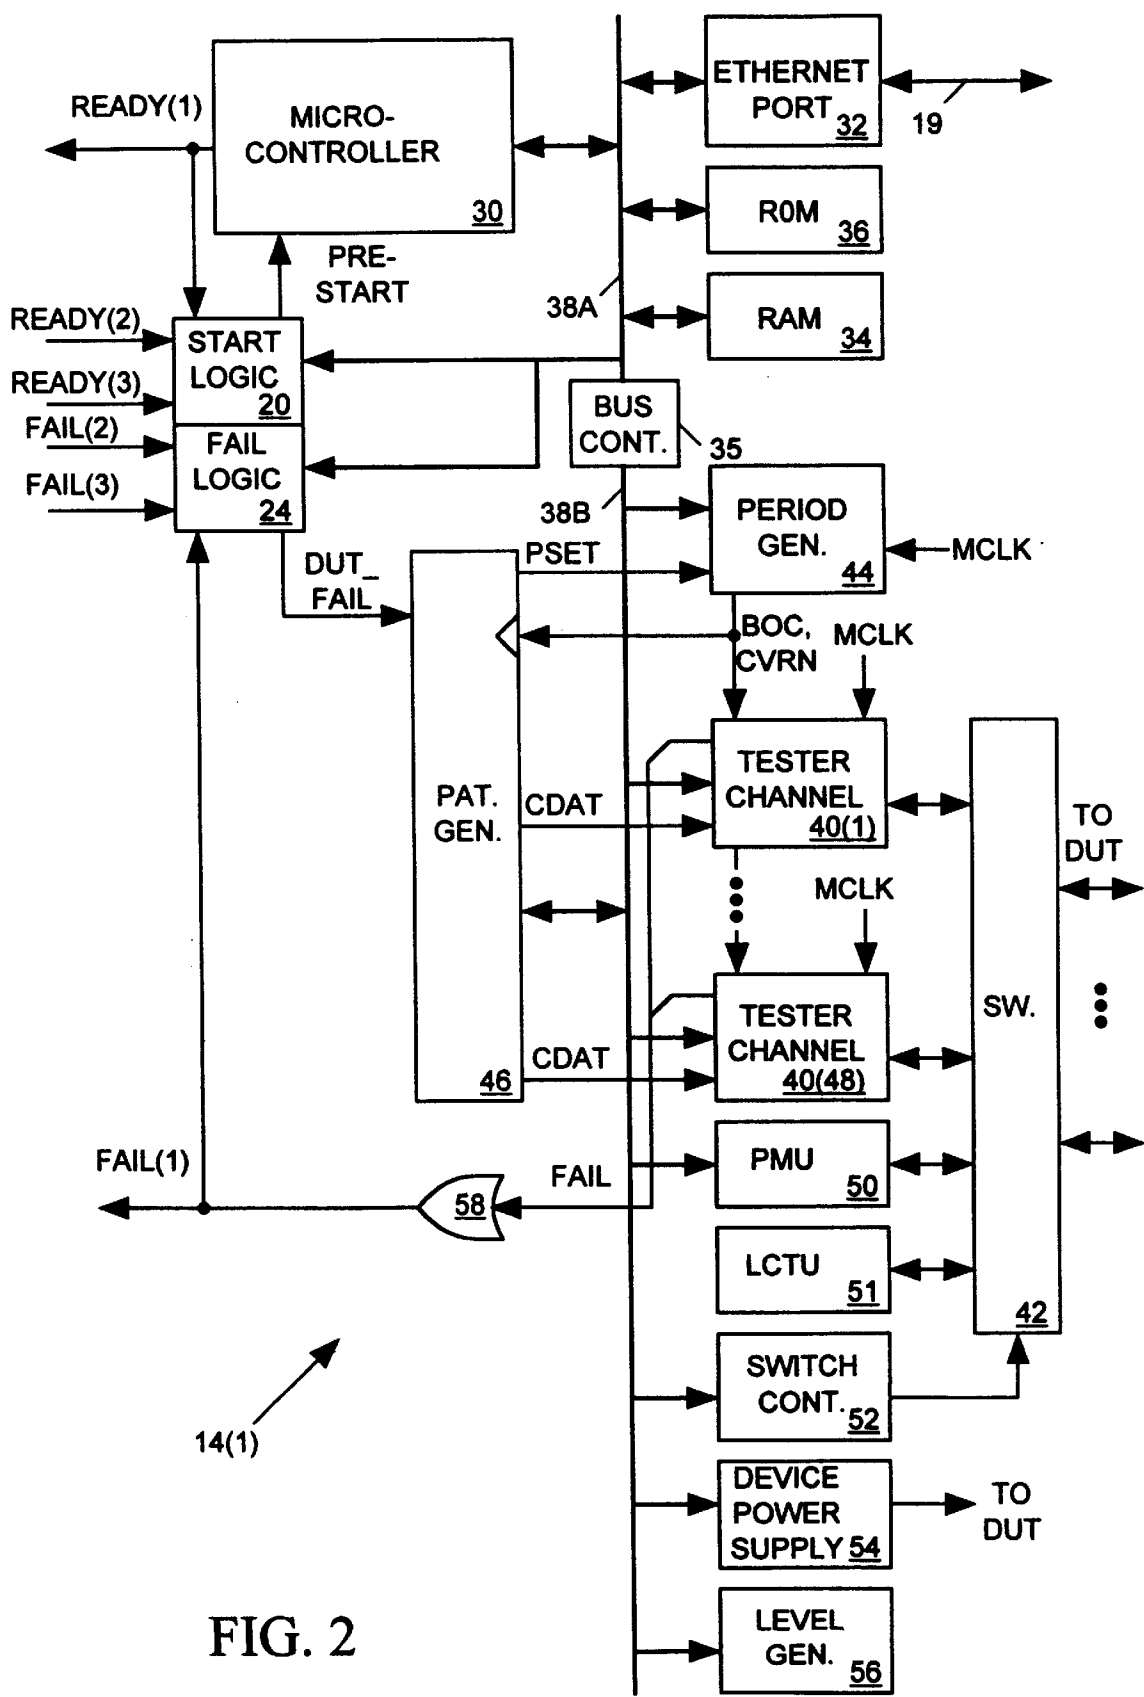 READY(1)
MICRO-
CONTROLLER
30
ETHERNET
PORT
32
19
R0M
36
PRE-
START
38A
RAM
34
READY(2)
START
LOGIC
20
READY(3)
BUS
CONT.
35
FAIL(2)
FAIL
LOGIC
24
FAIL(3)
38B
PERIOD
GEN.
44
MCLK
PSET
DUT_
FAIL
BOC,
CVRN
MCLK
PAT.
GEN.
46
CDAT
TESTER
CHANNEL
40(1)
TO
DUT
MCLK
SW.
42
TESTER
CHANNEL
40(48)
CDAT
FAIL(1)
58
FAIL
PMU
50
LCTU
51
SWITCH
CONT.
52
14(1)
DEVICE
POWER
SUPPLY 54
TO
DUT
LEVEL
GEN.
56
FIG. 2